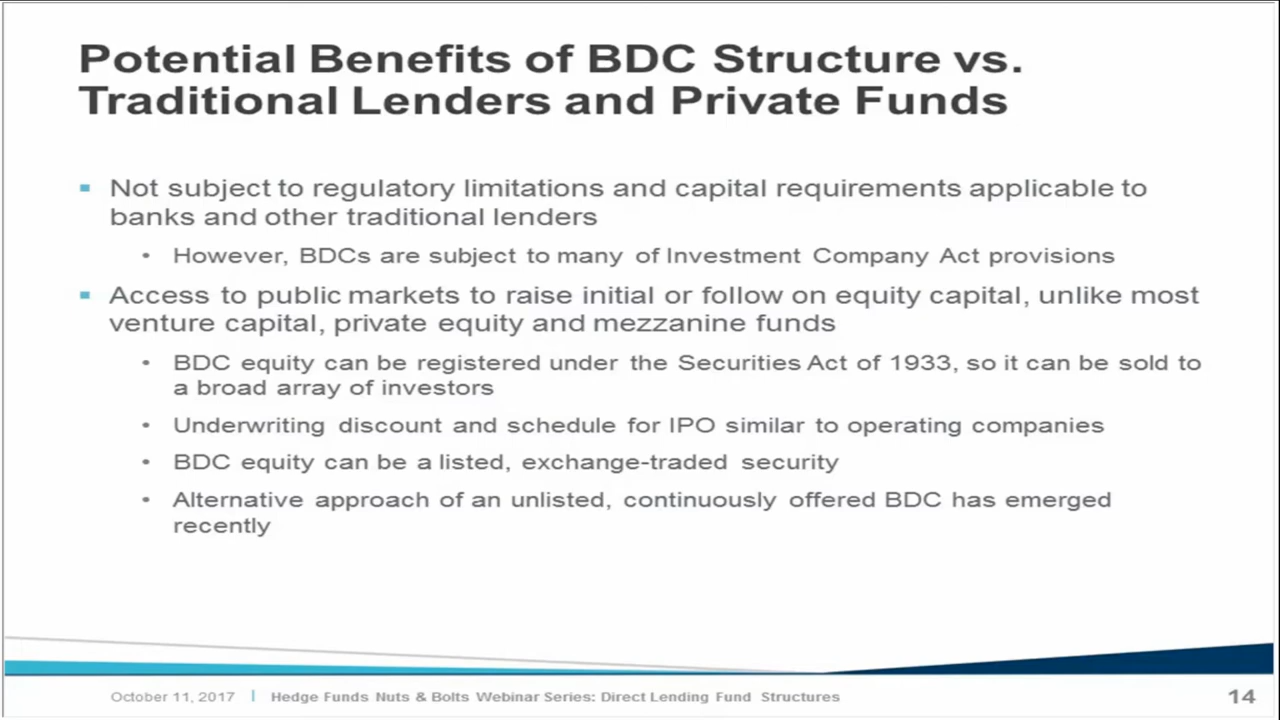 Potential Benefits of BDC Structure vs.
Traditional Lenders and Private Funds
Not subject to regulatory limitations and capital requirements applicable to
banks and other traditional lenders
• However, BDCs are subject to many of Investment Company Act provisions
Access to public markets to raise initial or follow on equity capital, unlike most
venture capital, private equity and mezzanine funds
• BDC equity can be registered under the Securities Act of 1933, so it can be sold to
a broad array of investors
• Underwriting discount and schedule for IPO similar to operating companies
• BDC equity can be a listed, exchange-traded security
• Alternative approach of an unlisted, continuously offered BDC has emerged
recently
October 11, 2017 | Hedge Funds Nuts & Bolts Webinar Series: Direct Lending Fund Structures
14